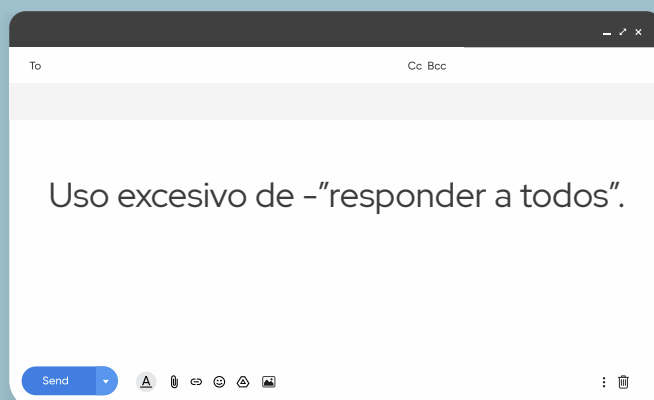 To
Cc Bcc
Uso excesivo de -”responder a todos”.
Send
A